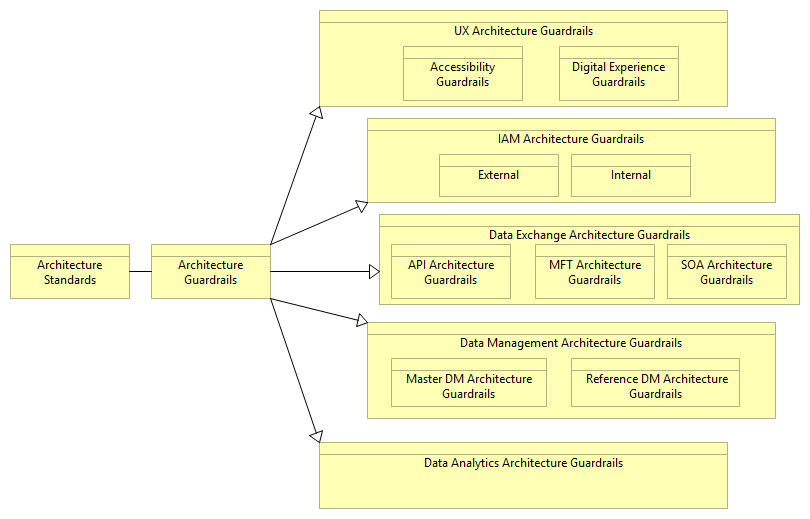 UX Architecture Guardrails
Accessibility
Guardrails
Digital Experience
Guardrails
IAM Architecture Guardrails
External
Internal
Architecture
Standards
Architecture
Guardrails
Data Exchange Architecture Guardrails
API Architecture
Guardrails
MFT Architecture
Guardrails
SOA Architecture
Guardrails
Data Management Architecture Guardrails
Master DM Architecture
Guardrails
Reference DM Architecture
Guardrails
Data Analytics Architecture Guardrails